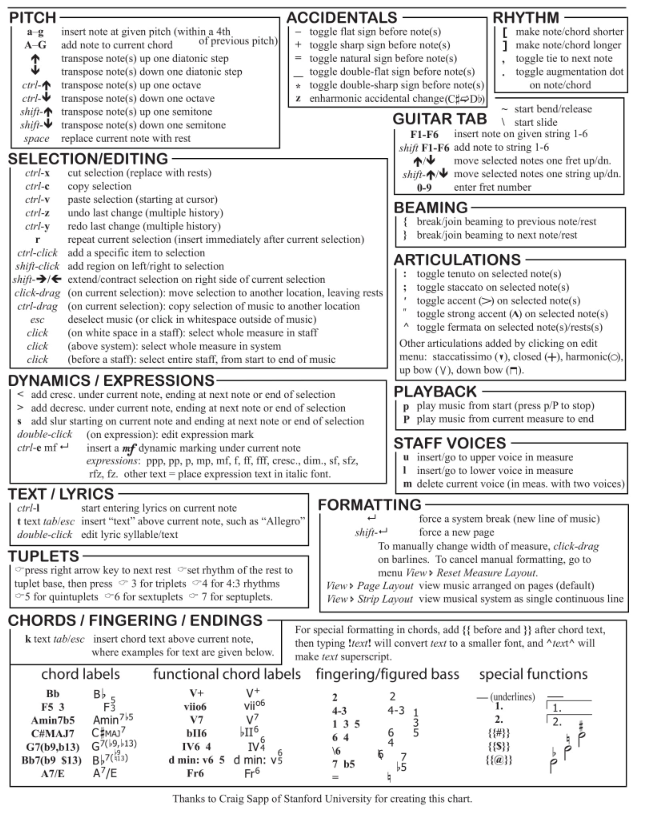 PITCH
a–g insert note at given pitch (within a 4th
of previous pitch)
A–G add note to current chord
🠅 transpose note(s) up one diatonic step
🠇 transpose note(s) down one diatonic step
ctrl-🠅 transpose note(s) up one octave
ctrl-🠇 transpose note(s) down one octave
shift-🠅 transpose note(s) up one semitone
shift-🠇 transpose note(s) down one semitone
space replace current note with rest
ACCIDENTALS
− toggle flat sign before note(s)
+ toggle sharp sign before note(s)
= toggle natural sign before note(s)
_ toggle double-flat sign before note(s)
* toggle double-sharp sign before note(s)
z enharmonic accidental change(C♯⇨D♭)
RHYTHM
[ make note/chord shorter
] make note/chord longer
, toggle tie to next note
. toggle augmentation dot
on note/chord
GUITAR TAB
~ start bend/release
\ start slide
F1-F6 insert note on given string 1-6
shift F1-F6 add note to string 1-6
🠅/🠇 move selected notes one fret up/dn.
shift-🠅/🠇 move selected notes one string up/dn.
0-9 enter fret number
SELECTION/EDITING
ctrl-x cut selection (replace with rests)
ctrl-c copy selection
ctrl-v paste selection (starting at cursor)
ctrl-z undo last change (multiple history)
ctrl-y redo last change (multiple history)
r repeat current selection (insert immediately after current selection)
ctrl-click add a specific item to selection
shift-click add region on left/right to selection
shift-🡺/🡸 extend/contract selection on right side of current selection
click-drag (on current selection): move selection to another location, leaving rests
ctrl-drag (on current selection): copy selection of music to another location
esc deselect music (or click in whitespace outside of music)
click (on white space in a staff): select whole measure in staff
click (above system): select whole measure in system
click (before a staff): select entire staff, from start to end of music
BEAMING
{ break/join beaming to previous note/rest
} break/join beaming to next note/rest
ARTICULATIONS
: toggle tenuto on selected note(s)
; toggle staccato on selected note(s)
' toggle accent (>) on selected note(s)
" toggle strong accent (ʌ) on selected note(s)
^ toggle fermata on selected note(s)/rests(s)
Other articulations added by clicking on edit
menu: staccatissimo (▾), closed (+), harmonic(○),
up bow (V), down bow (⊓).
DYNAMICS / EXPRESSIONS
< add cresc. under current note, ending at next note or end of selection
> add decresc. under current note, ending at next note or end of selection
s add slur starting on current note and ending at next note or end of selection
double-click (on expression): edit expression mark
ctrl-e mf ↵ insert a mf dynamic marking under current note
expressions: ppp, pp, p, mp, mf, f, ff, fff, cresc., dim., sf, sfz,
rfz, fz. other text = place expression text in italic font.
PLAYBACK
p play music from start (press p/P to stop)
P play music from current measure to end
STAFF VOICES
u insert/go to upper voice in measure
l insert/go to lower voice in measure
m delete current voice (in meas. with two voices)
TEXT / LYRICS
ctrl-l start entering lyrics on current note
t text tab/esc insert “text” above current note, such as “Allegro”
double-click edit lyric syllable/text
FORMATTING
↵ force a system break (new line of music)
shift-↵ force a new page
To manually change width of measure, click-drag
on barlines. To cancel manual formatting, go to
menu View▸ Reset Measure Layout.
View▸ Page Layout view music arranged on pages (default)
View▸ Strip Layout view musical system as single continuous line
TUPLETS
☞press right arrow key to next rest ☞set rhythm of the rest to
tuplet base, then press ☞ 3 for triplets ☞4 for 4:3 rhythms
☞5 for quintuplets ☞6 for sextuplets ☞ 7 for septuplets.
CHORDS / FINGERING / ENDINGS
k text tab/esc insert chord text above current note,
where examples for text are given below.
For special formatting in chords, add {{ before and }} after chord text,
then typing !text! will convert text to a smaller font, and ^text^ will
make text superscript.
chord labels
Bb B♭
F5 3 F5 3
Amin7b5 Amin7♭5
C#MAJ7 C♯MAJ7
G7(b9,b13) G7(♭9,♭13)
Bb7(b9 $13) B♭7(♭9 ♮13)
A7/E A7/E
functional chord labels
V+ V+
viio6 viio6
V7 V7
bII6 ♭II6
IV6 4 IV6 4
d min: v6 5 d min: v6 5
Fr6 Fr6
fingering/figured bass
2 2
4-3 4-3
1 3 5 1 3 5
6 4 6 4
\6 6
7 b5 7 ♭5
= ♮
special functions
— (underlines)
1. 1.
2. 2.
{{#}}
{{$}}
{{@}}
Thanks to Craig Sapp of Stanford University for creating this chart.